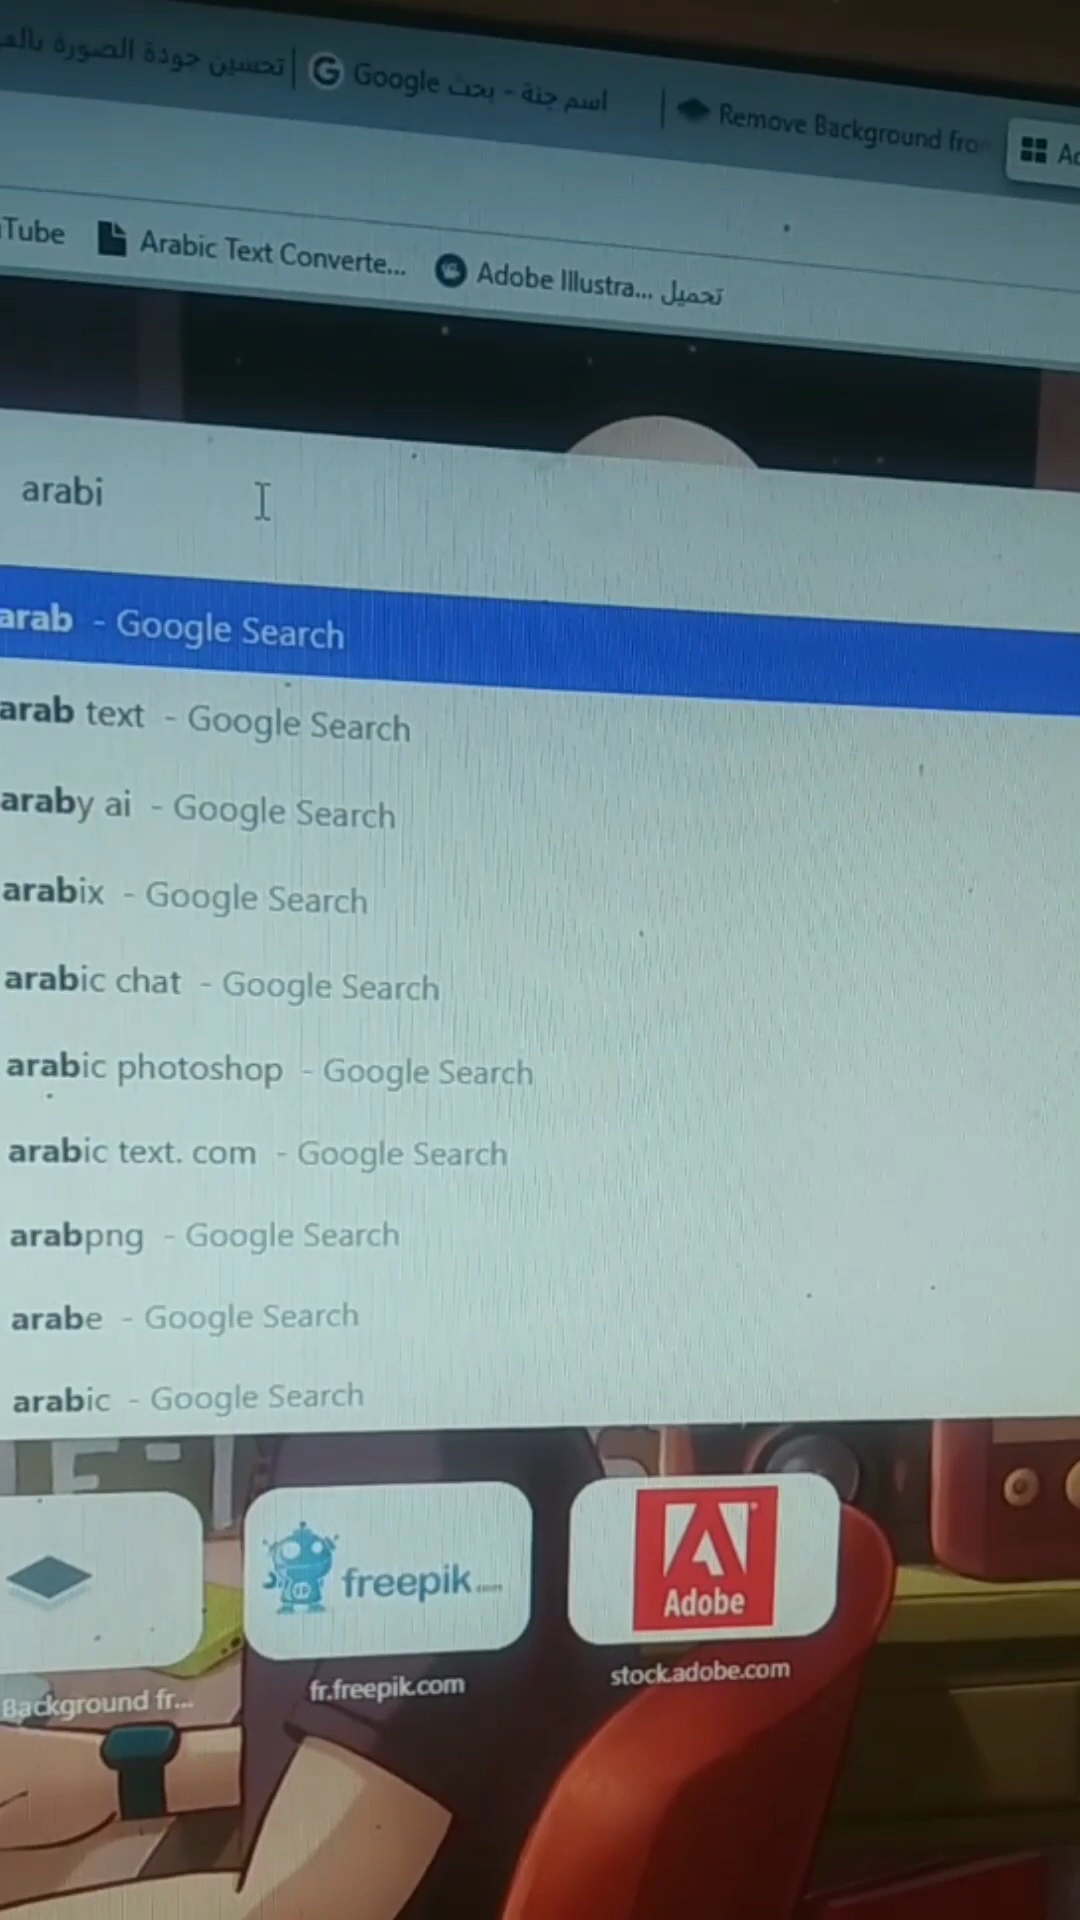 تحسين جودة الصورة
اسم جنة - بحث Google
Remove Background fro
Tube
Arabic Text Converte...
تحميل Adobe Illustra...
arabi
arab - Google Search
arab text - Google Search
araby ai - Google Search
arabix - Google Search
arabic chat - Google Search
arabic photoshop - Google Search
arabic text. com - Google Search
arabpng - Google Search
arabe - Google Search
arabic - Google Search
freepik.com
Adobe
Background fr...
fr.freepik.com
stock.adobe.com